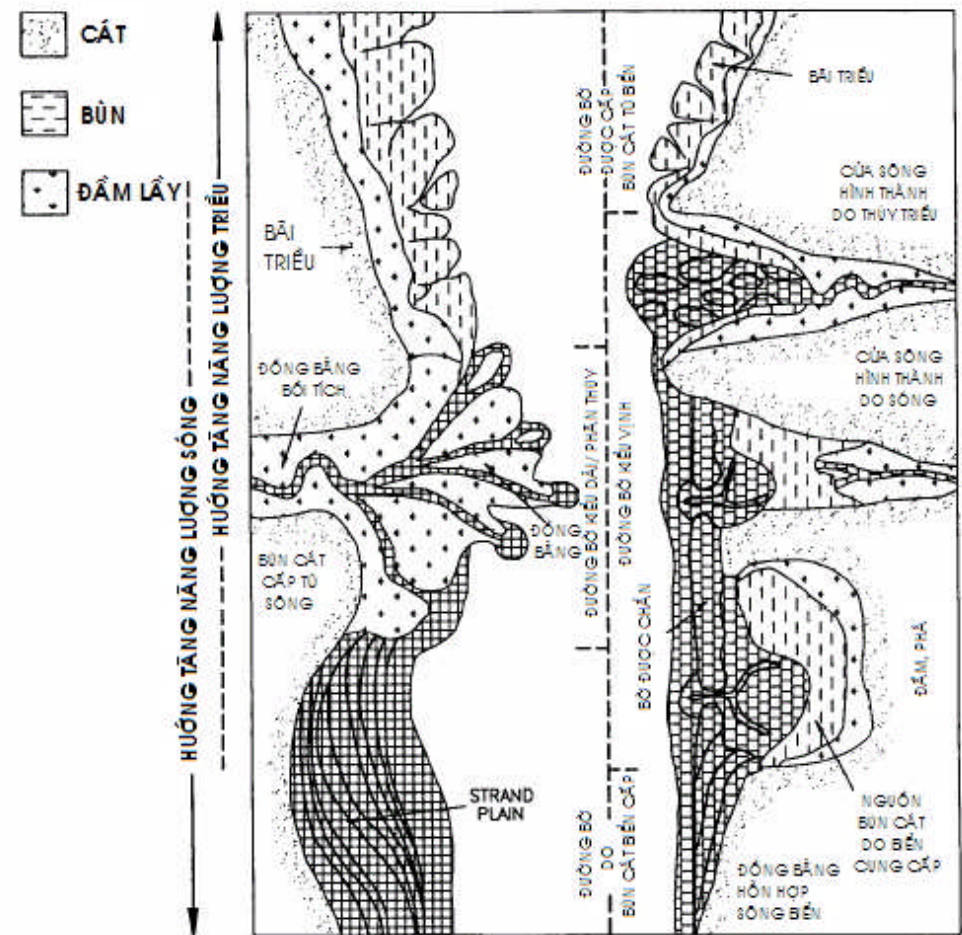 CÁT
BÙN
ĐẦM LẦY
HƯỚNG TĂNG NĂNG LƯỢNG SÓNG
HƯỚNG TĂNG NĂNG LƯỢNG TRIỀU
BÃI
TRIỀU
ĐỒNG BẰNG
BỒI TÍCH
BÙN CÁT
CẤP TỪ
SÔNG
ĐỒNG
BẰNG
STRAND
PLAIN
ĐƯỜNG BỜ
ĐƯỢC CẤP
BÙN CÁT TỪ BIỂN
ĐƯỜNG BỜ KIỂU DẢI/ PHÂN THÙY
ĐƯỜNG BỜ KIỂU VỊNH
ĐƯỜNG BỜ
DO
BÙN CÁT BIỂN CẤP
BỜ ĐƯỢC CHẮN
BÃI TRIỀU
CỬA SÔNG
HÌNH THÀNH
DO THỦY TRIỀU
CỬA SÔNG
HÌNH THÀNH
DO SÔNG
ĐẦM, PHÁ
NGUỒN
BÙN CÁT
DO BIỂN
CUNG CẤP
ĐỒNG BẰNG
HỖN HỢP
SÔNG BIỂN